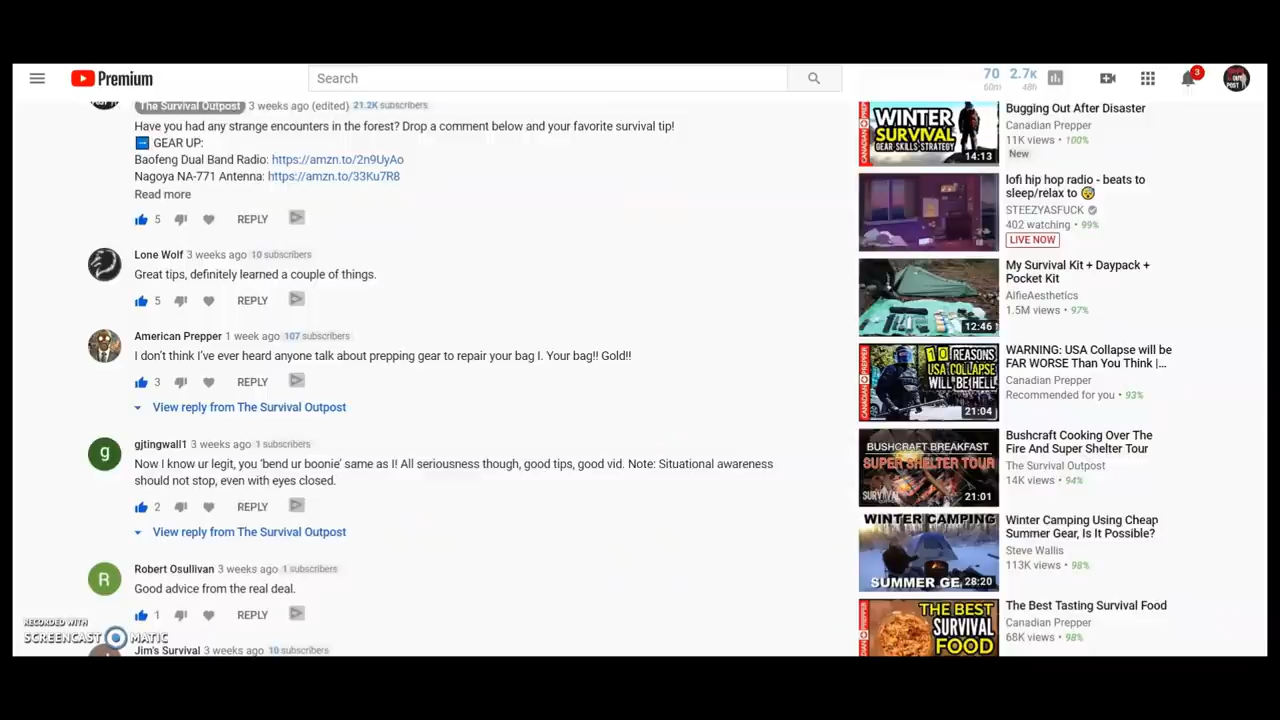 Premium
Search
70
60m
2.7K
48h
3
The Survival Outpost 3 weeks ago (edited) 21.2K subscribers
Have you had any strange encounters in the forest? Drop a comment below and your favorite survival tip!
GEAR UP:
Baofeng Dual Band Radio: https://amzn.to/2n9UyAo
Nagoya NA-771 Antenna: https://amzn.to/33Ku7R8
Read more
5 REPLY
Lone Wolf 3 weeks ago 10 subscribers
Great tips, definitely learned a couple of things.
5 REPLY
American Prepper 1 week ago 107 subscribers
I don't think I've ever heard anyone talk about prepping gear to repair your bag I. Your bag!! Gold!!
3 REPLY
View reply from The Survival Outpost
g
gjtingwall1 3 weeks ago 1 subscribers
Now I know ur legit, you 'bend ur boonie' same as I! All seriousness though, good tips, good vid. Note: Situational awareness
should not stop, even with eyes closed.
2 REPLY
View reply from The Survival Outpost
R
Robert Osullivan 3 weeks ago 1 subscribers
Good advice from the real deal.
1 REPLY
Jim's Survival 3 weeks ago 10 subscribers
RECORDED WITH
SCREENCAST MATIC
CANADIAN PREPPER
WINTER
SURVIVAL
GEAR SKILLS STRATEGY
14:13
Bugging Out After Disaster
Canadian Prepper
11K views • 100%
New
lofi hip hop radio - beats to
sleep/relax to
STEEZYASFUCK
402 watching • 99%
LIVE NOW
12:46
My Survival Kit + Daypack +
Pocket Kit
AlfieAesthetics
1.5M views • 97%
CANADIAN PREPPER
10 REASONS
USA COLLAPSE
WILL BE HELL
21:04
WARNING: USA Collapse will be
FAR WORSE Than You Think |...
Canadian Prepper
Recommended for you • 93%
BUSHCRAFT BREAKFAST
SUPER SHELTER TOUR
SURVIVAL
21:01
Bushcraft Cooking Over The
Fire And Super Shelter Tour
The Survival Outpost
14K views • 94%
WINTER CAMPING
SUMMER GE
28:20
Winter Camping Using Cheap
Summer Gear, Is It Possible?
Steve Wallis
113K views • 98%
THE BEST
SURVIVAL
FOOD
The Best Tasting Survival Food
Canadian Prepper
68K views • 98%